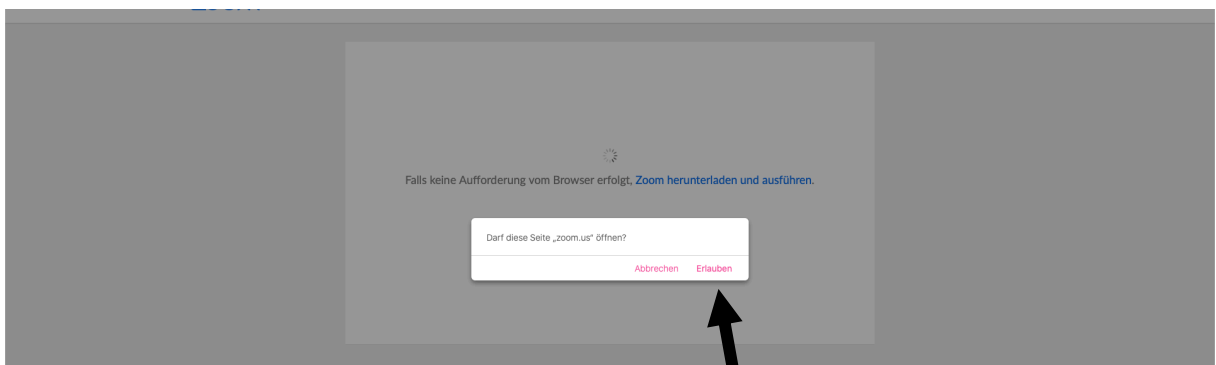 Falls keine Aufforderung vom Browser erfolgt, Zoom herunterladen und ausführen.
Darf diese Seite „zoom.us“ öffnen?
Abbrechen Erlauben